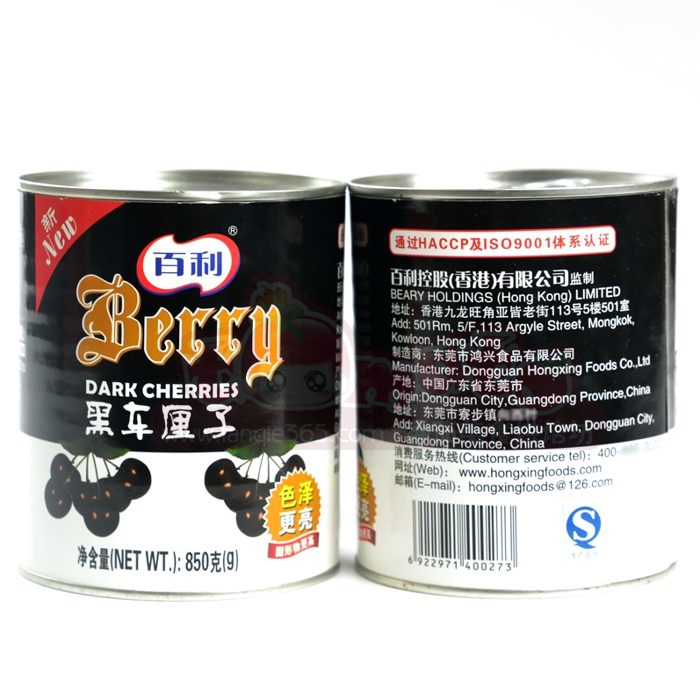 新
New
百利®
Berry
DARK CHERRIES
黑车厘子
色泽
更亮
固形物更高
净含量(NET WT.): 850克(g)
通过HACCP及ISO9001体系认证
百利控股(香港)有限公司监制
BEARY HOLDINGS (Hong Kong) LIMITED
地址: 香港九龙旺角亚皆老街113号5楼501室
Add: 501Rm, 5/F,113 Argyle Street, Mongkok,
Kowloon, Hong Kong
制造商: 东莞市鸿兴食品有限公司
Manufacturer: Dongguan Hongxing Foods Co.,Ltd
产地: 中国广东省东莞市
Origin:Dongguan City,Guangdong Province,China
地址: 东莞市寮步镇
Add: Xiangxi Village, Liaobu Town, Dongguan City,
Guangdong Province, China
消费服务热线(Customer service tel): 400-
网址(Web): www.hongxingfoods.com
邮箱(E-mail): hongxingfoods@126.com
6 922971 400273